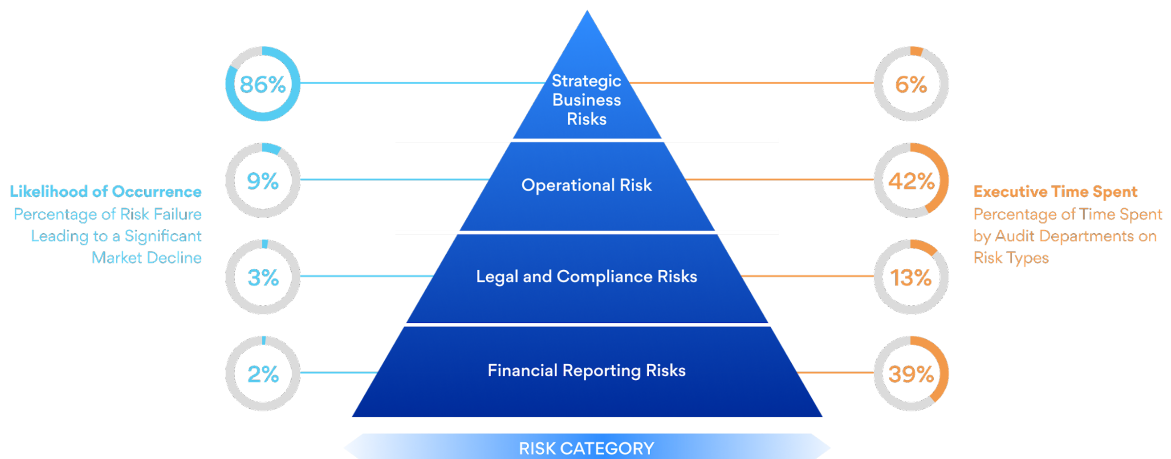 86%
Strategic
Business
Risks
6%
9%
Operational Risk
42%
Likelihood of Occurrence
Percentage of Risk Failure
Leading to a Significant
Market Decline
Executive Time Spent
Percentage of Time Spent
by Audit Departments on
Risk Types
3%
Legal and Compliance Risks
13%
2%
Financial Reporting Risks
39%
RISK CATEGORY